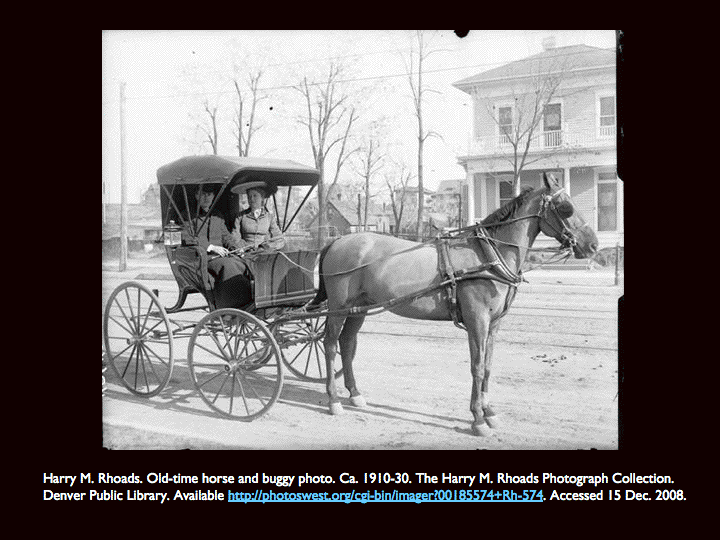 Harry M. Rhoads. Old-time horse and buggy photo. Ca. 1910-30. The Harry M. Rhoads Photograph Collection.
Denver Public Library. Available http://photoswest.org/cgi-bin/imager?00185574+Rh-574. Accessed 15 Dec. 2008.